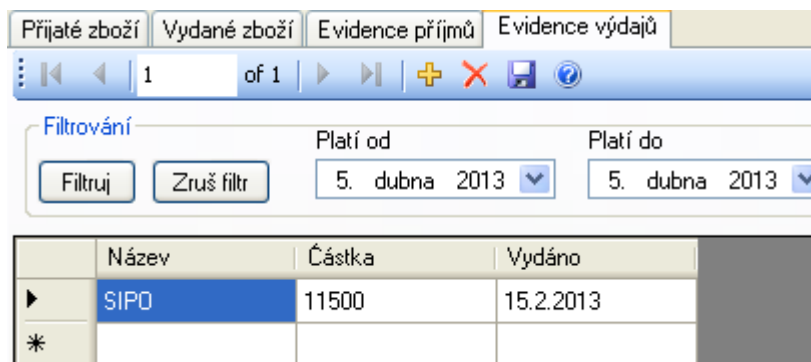 Přijaté zboží Vydané zboží Evidence příjmů Evidence výdajů
1 of 1
Filtrování
Platí od Platí do
Filtruj Zruš filtr 5. dubna 2013 5. dubna 2013
Název Částka Vydáno
SIPO 11500 15.2.2013